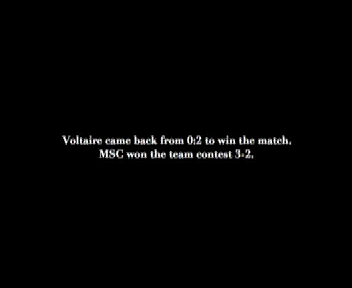 Voltaire came back from 0:2 to win the match.
MSC won the team contest 3-2.